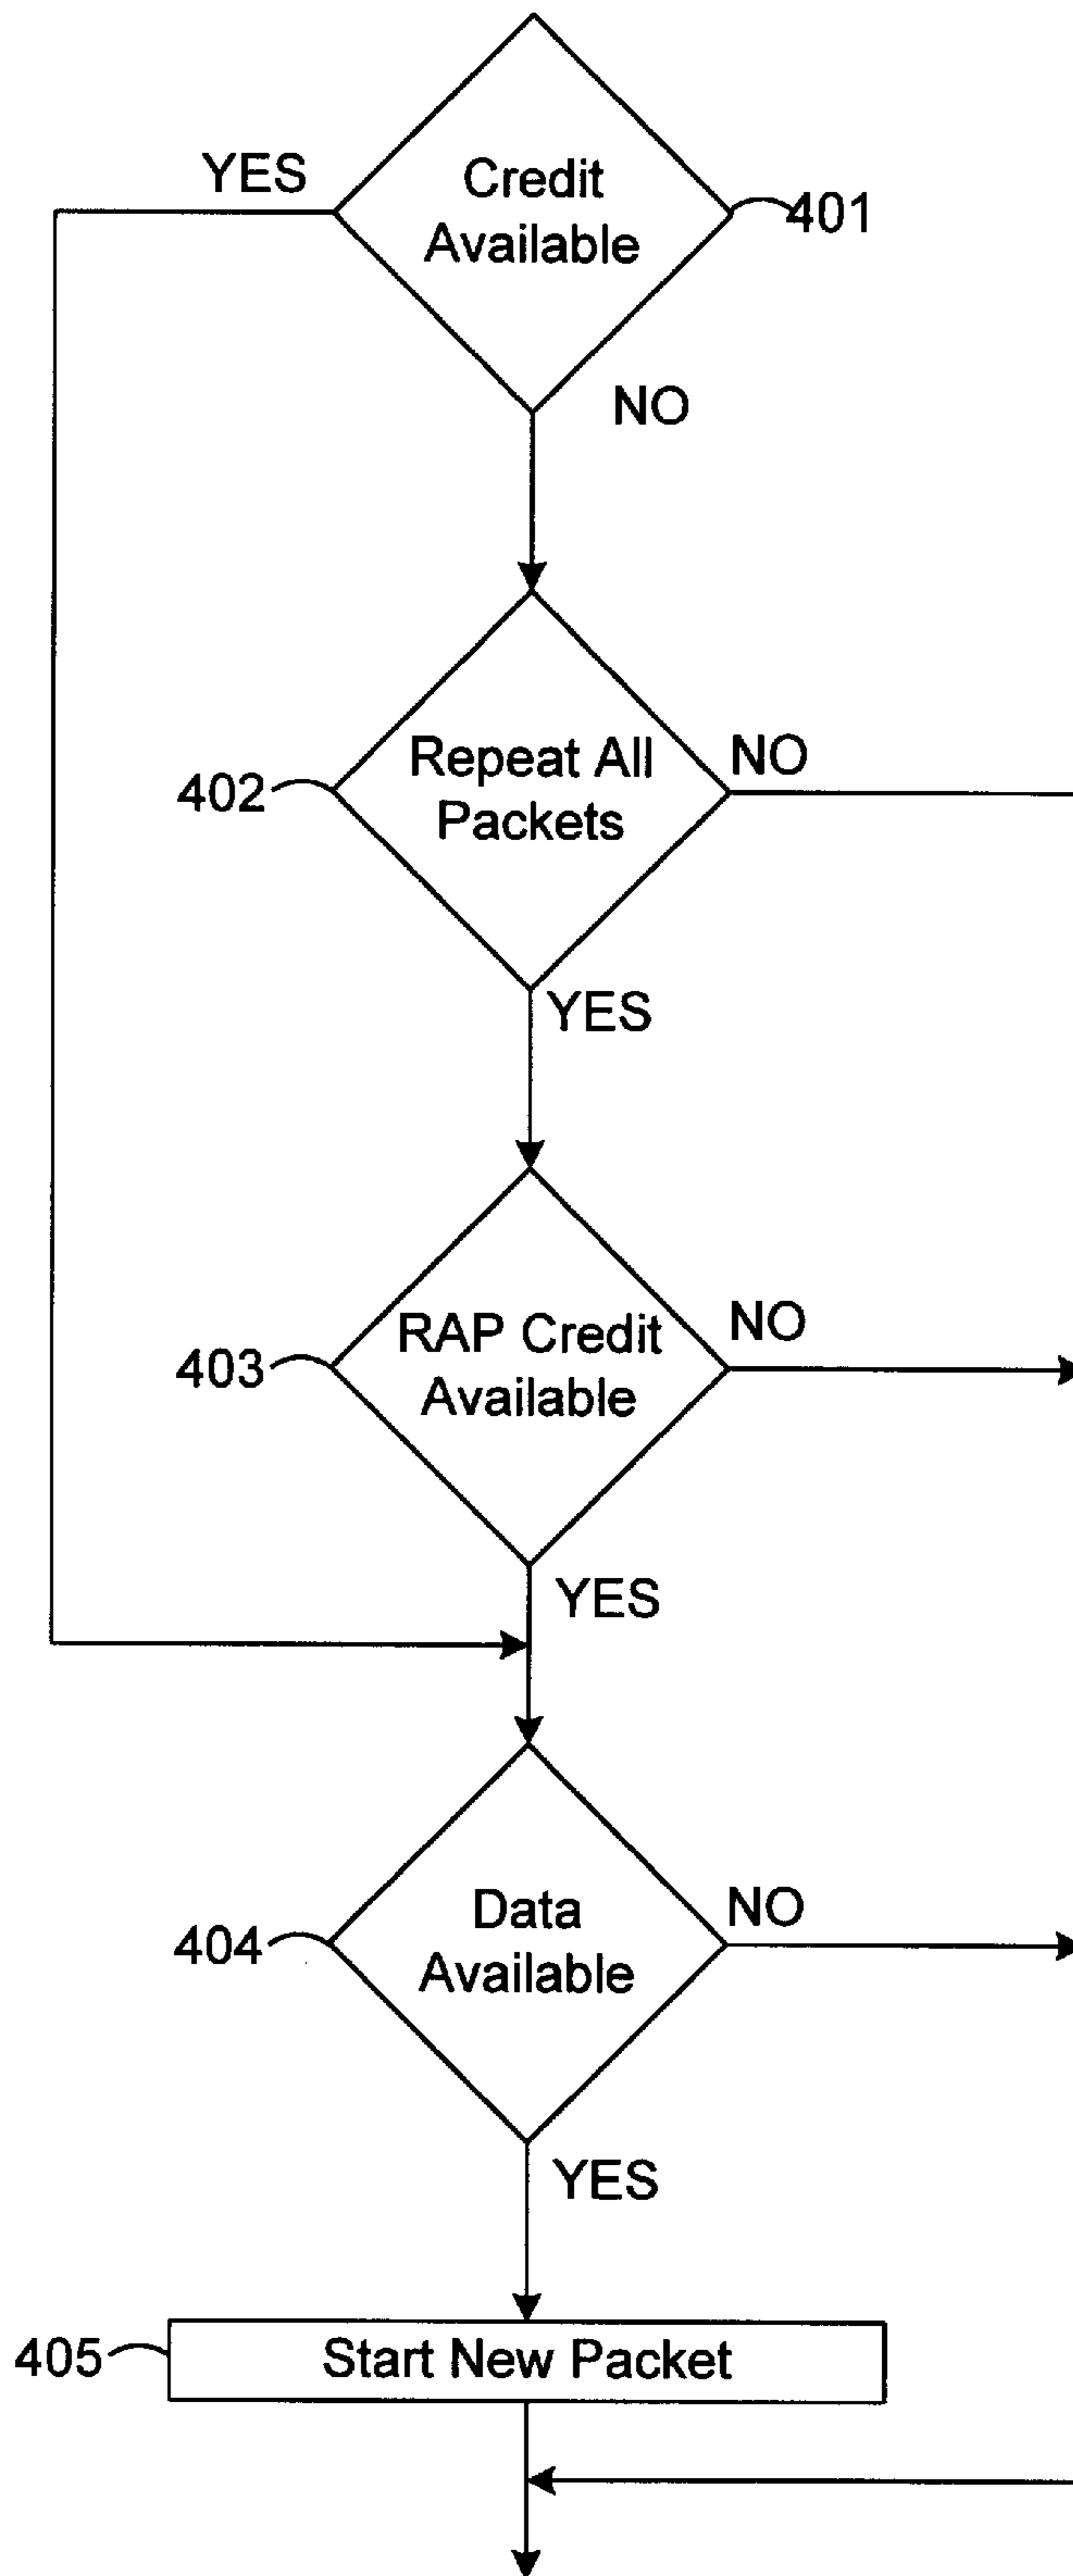 YES
Credit
Available
401
NO
Repeat All
Packets
NO
402
YES
RAP Credit
Available
NO
403
YES
Data
Available
NO
404
YES
405
Start New Packet